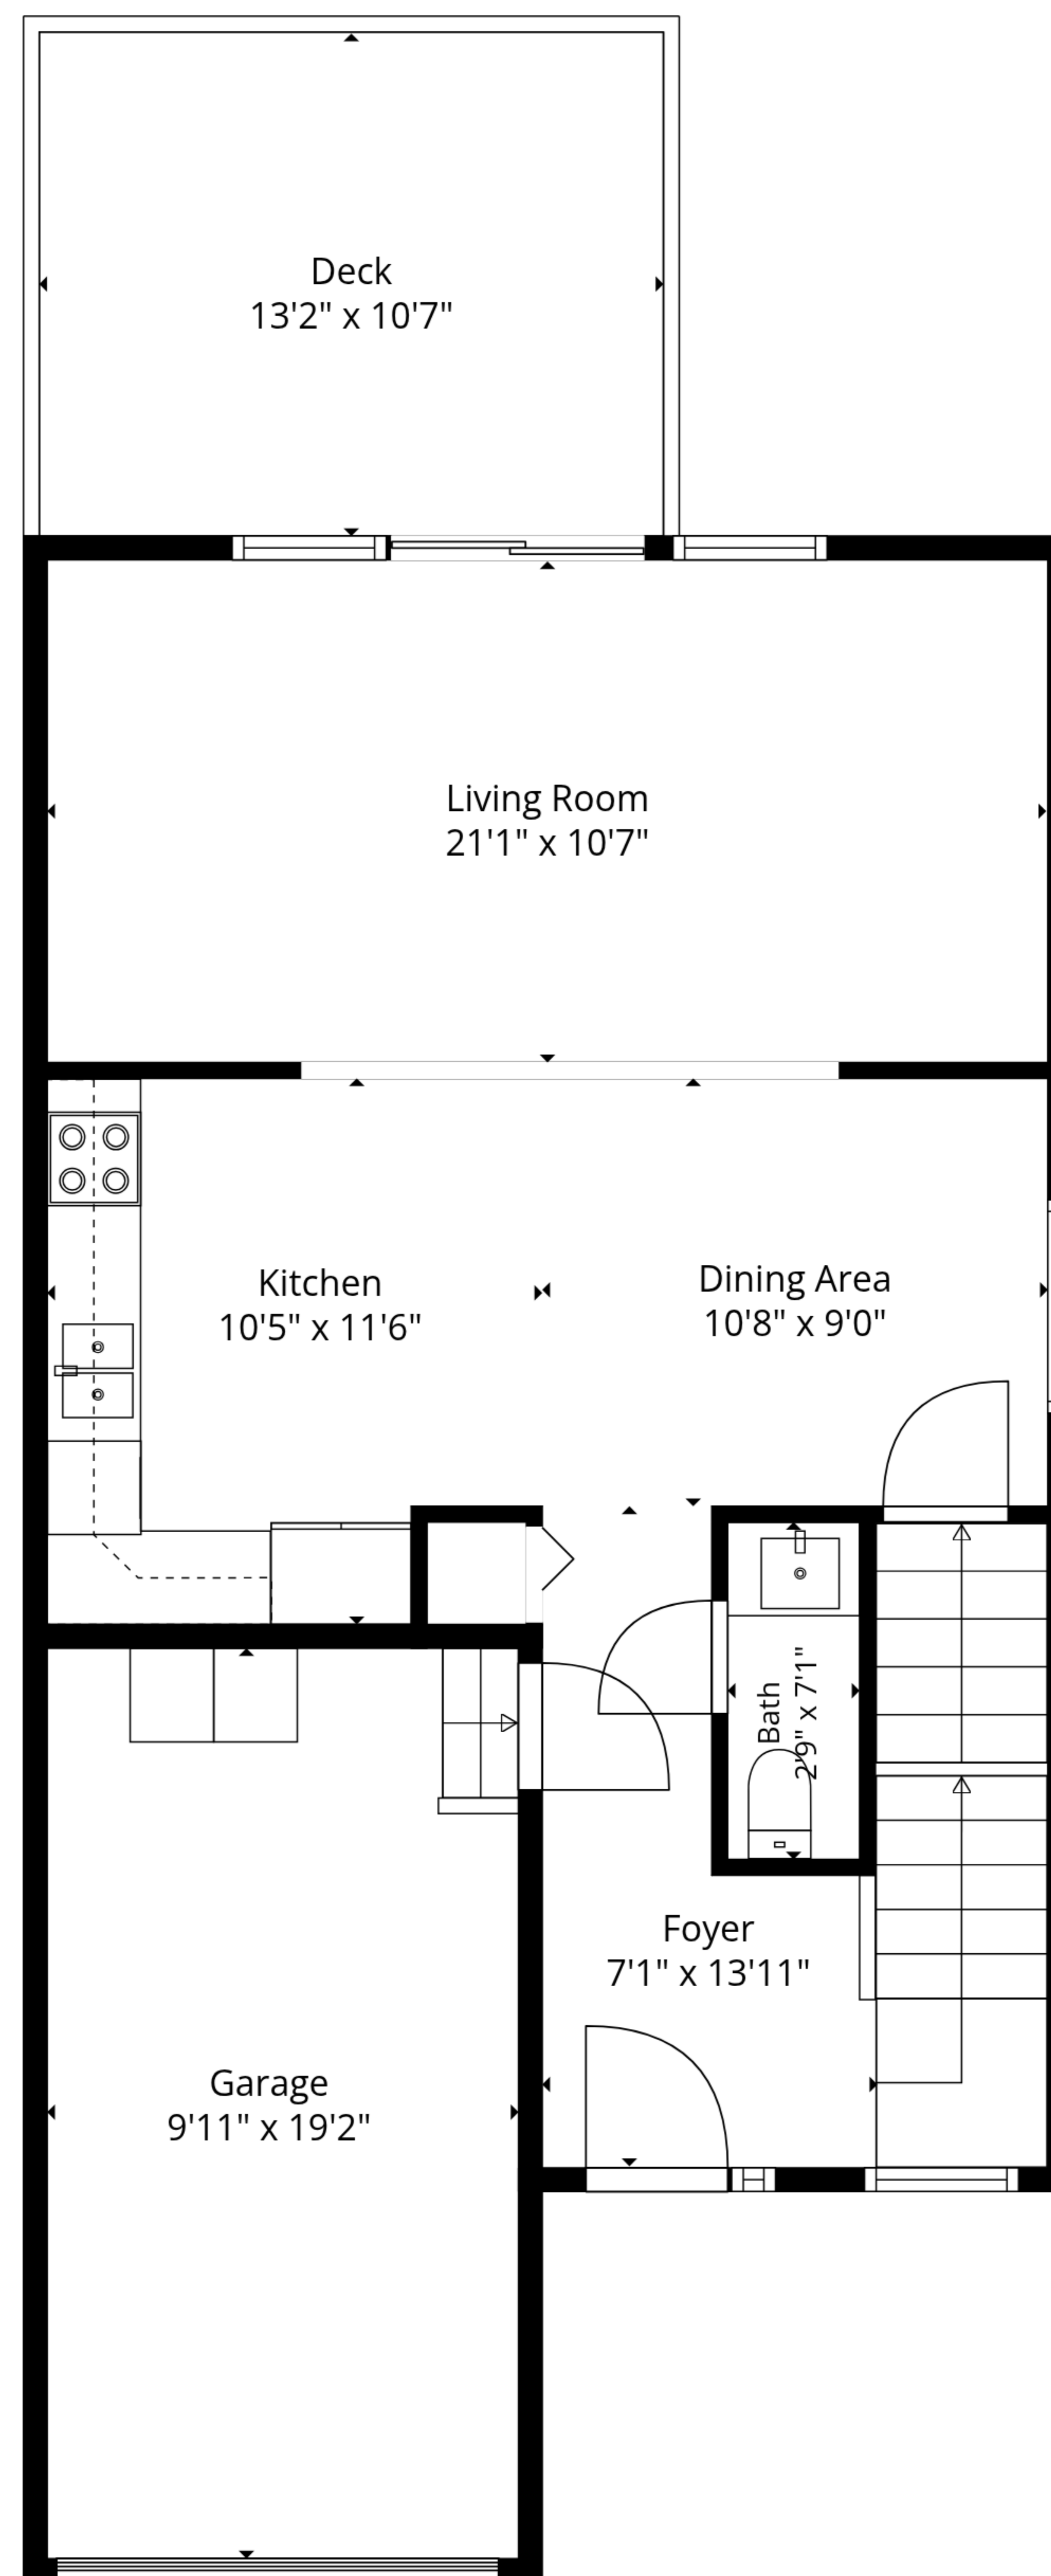 Deck
13'2" x 10'7"
Living Room
21'1" x 10'7"
Kitchen
10'5" x 11'6"
Dining Area
10'8" x 9'0"
Bath
2'9" x 7'1"
Foyer
7'1" x 13'11"
Garage
9'11" x 19'2"